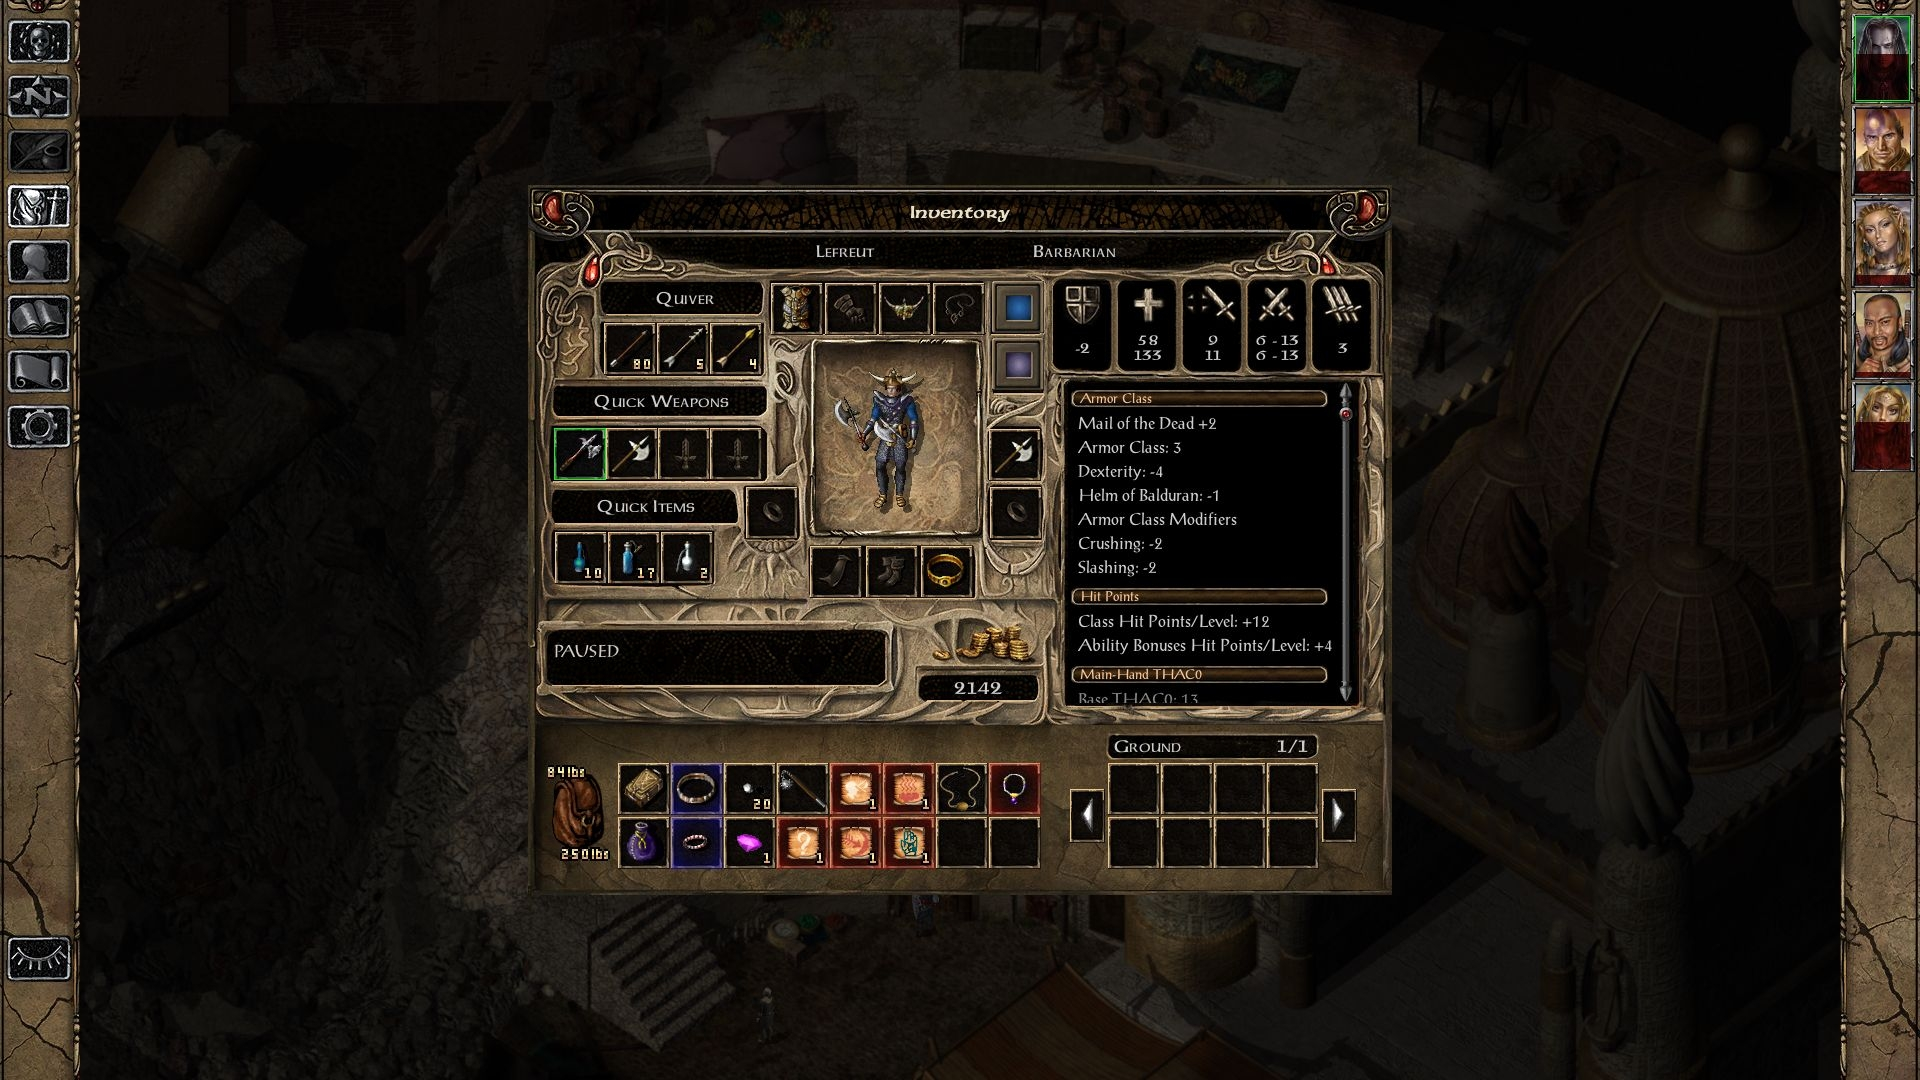 N
Inventory
Lefreut
Barbarian
Quiver
80
5
4
-2
58
133
9
11
6 - 13
6 - 13
3
Quick Weapons
Quick Items
10
17
2
Armor Class
Mail of the Dead +2
Armor Class: 3
Dexterity: -4
Helm of Balduran: -1
Armor Class Modifiers
Crushing: -2
Slashing: -2
Hit Points
Class Hit Points/Level: +12
Ability Bonuses Hit Points/Level: +4
Main-Hand THAC0
Base THAC0: 13
PAUSED
2142
Ground 1/1
84lbs
250lbs
20
1
1
1
1
1
1